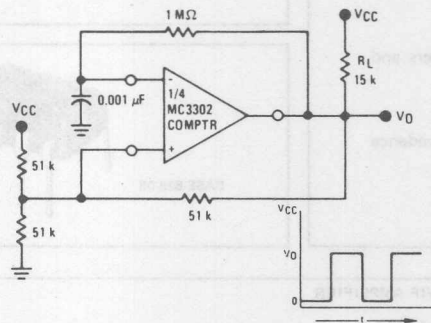 1 MΩ
VCC
RL
15 k
0.001 μF
-
1/4
MC3302
COMPTR
+
VO
VCC
51 k
51 k
51 k
VCC
VO
0
t